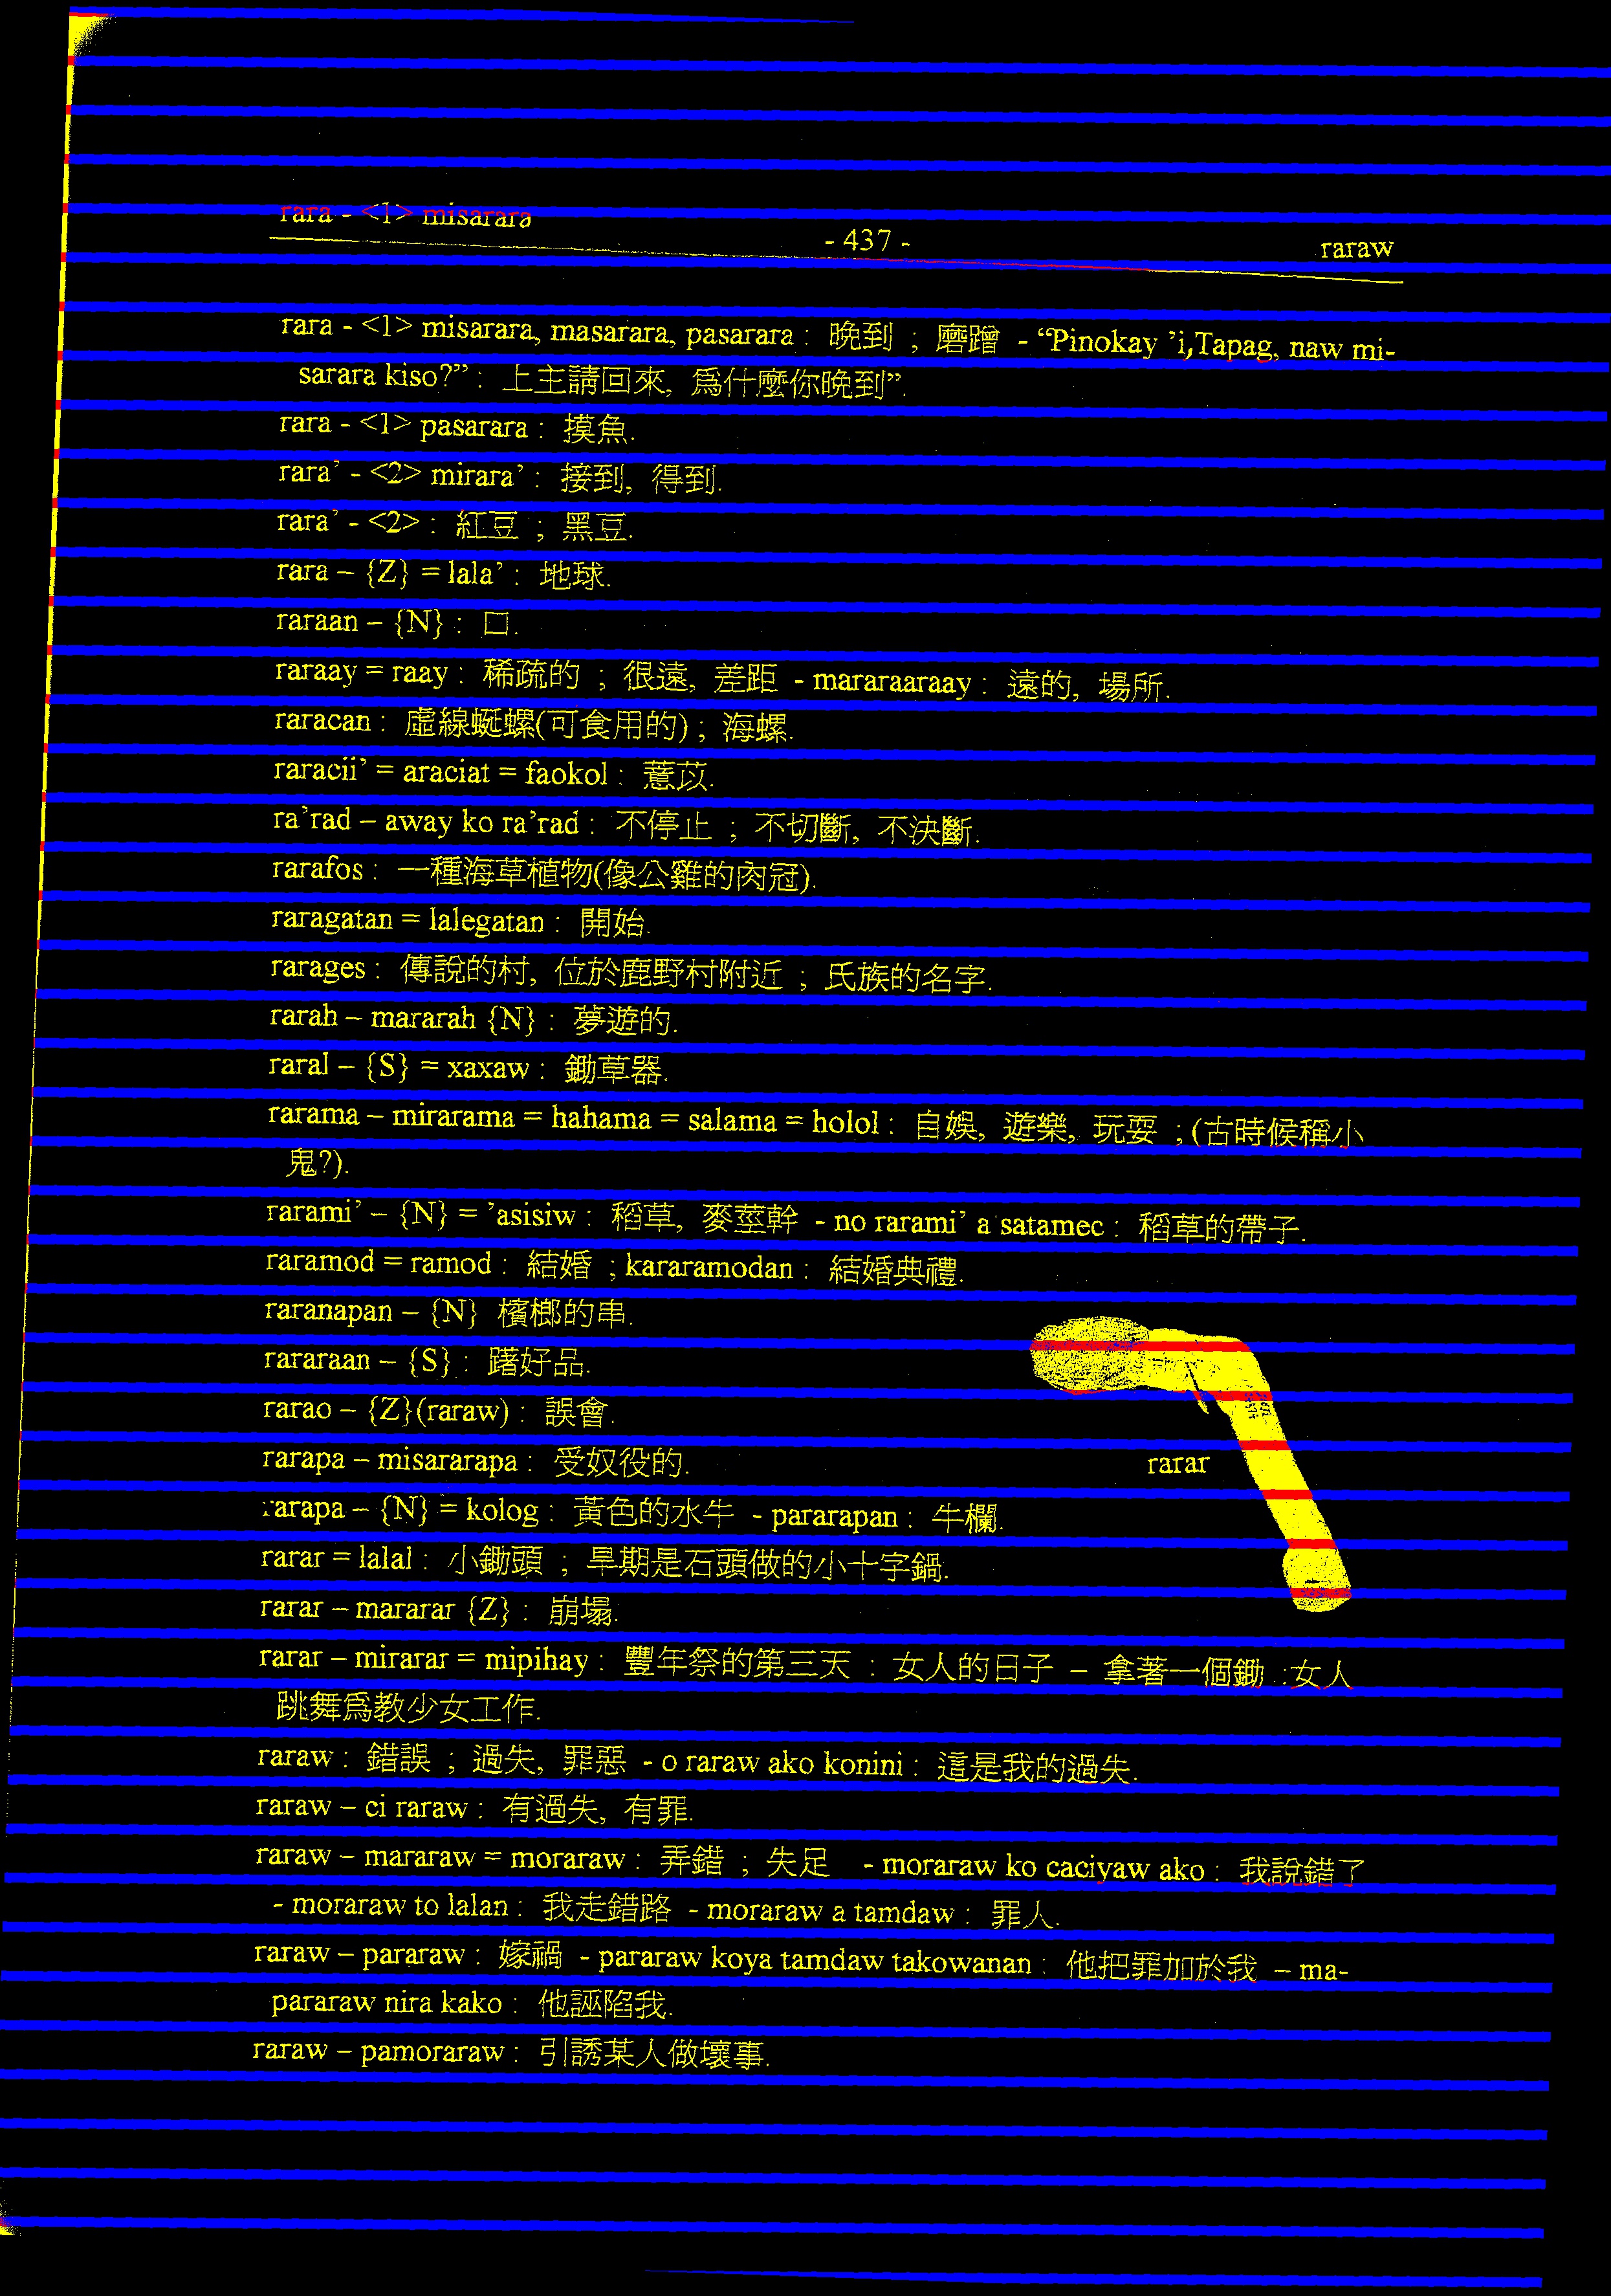 rara - <1> misarara
- 437 -
raraw
rara - <1> misarara, masarara, pasarara : 晚到 ; 磨蹭 - “Pinokay ’i,Tapag, naw mi-
sarara kiso?” : 上主請回來, 爲什麼你晚到”.
rara - <1> pasarara : 摸魚.
rara’ - <2> mirara’ : 接到, 得到.
rara’ - <2> : 紅豆 ; 黑豆.
rara – {Z} = lala’ : 地球.
raraan – {N} : 口.
raraay = raay : 稀疏的 ; 很遠, 差距 - mararaaraay : 遠的, 場所.
raracan : 虛線蜒螺(可食用的) ; 海螺.
raracii’ = araciat = faokol : 薏苡.
ra’rad – away ko ra’rad : 不停止 ; 不切斷, 不決斷.
rarafos : 一種海草植物(像公雞的肉冠).
raragatan = lalegatan : 開始.
rarages : 傳說的村, 位於鹿野村附近 ; 氏族的名字.
rarah – mararah {N} : 夢遊的.
raral – {S} = xaxaw : 鋤草器.
rarama – mirarama = hahama = salama = holol : 自娛, 遊樂, 玩耍 ; (古時候稱小
鬼?).
rarami’ – {N} = ’asisiw : 稻草, 麥莖幹 - no rarami’ a satamec : 稻草的帶子.
raramod = ramod : 結婚 ; kararamodan : 結婚典禮.
raranapan – {N} 檳榔的串.
rararaan – {S} : 躇好品.
rarao – {Z}(raraw) : 誤會.
rarapa – misararapa : 受奴役的.
rarar
rarapa – {N} = kolog : 黃色的水牛 - pararapan : 牛欄.
rarar = lalal : 小鋤頭 ; 早期是石頭做的小十字鍋.
rarar – mararar {Z} : 崩塌.
rarar – mirarar = mipihay : 豐年祭的第三天 : 女人的日子 – 拿著一個鋤 : 女人
跳舞爲教少女工作.
raraw : 錯誤 ; 過失, 罪惡 - o raraw ako konini : 這是我的過失.
raraw – ci raraw : 有過失, 有罪.
raraw – mararaw = moraraw : 弄錯 ; 失足 - moraraw ko caciyaw ako : 我說錯了
- moraraw to lalan : 我走錯路 - moraraw a tamdaw : 罪人.
raraw – pararaw : 嫁禍 - pararaw koya tamdaw takowanan : 他把罪加於我 – ma-
pararaw nira kako : 他誣陷我.
raraw – pamoraraw : 引誘某人做壞事.